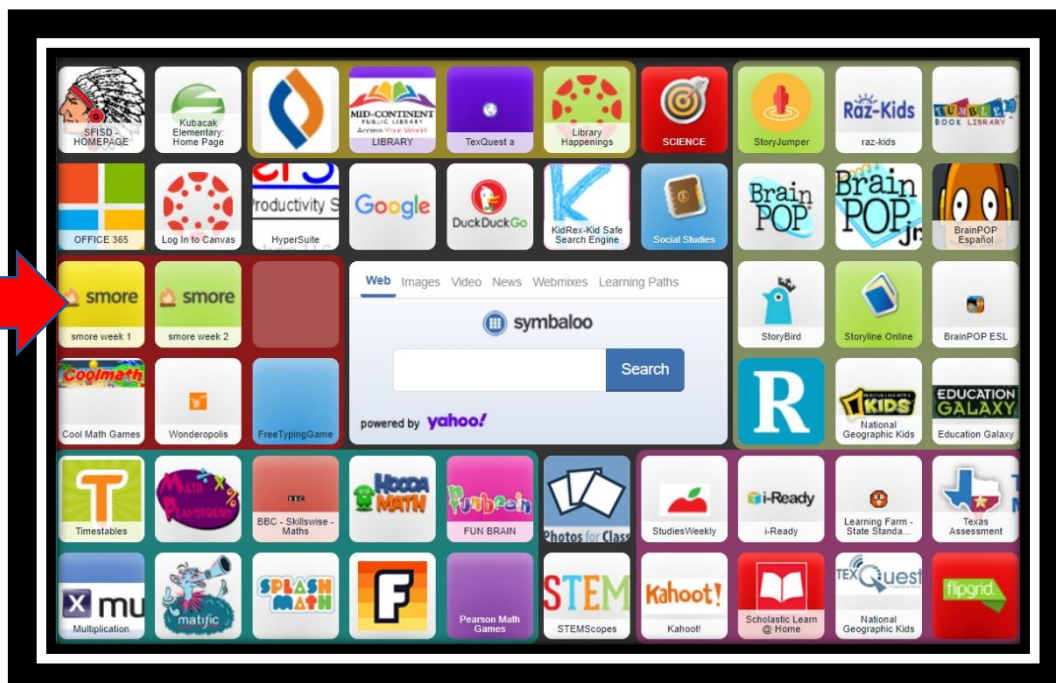 SFISD - HOMEPAGE
Kubacak Elementary: Home Page
MID-CONTINENT
PUBLIC LIBRARY
Access Your World
LIBRARY
TexQuest a
Library Happenings
SCIENCE
StoryJumper
Raz-Kids
raz-kids
BOOK LIBRARY
OFFICE 365
Log In to Canvas
Productivity S
HyperSuite
Google
DuckDuckGo
K
KidRex-Kid Safe Search Engine
Social Studies
Brain POP
Brain POP jr
BrainPOP Español
smore
smore week 1
smore
smore week 2
Web Images Video News Webmixes Learning Paths
symbaloo
Search
powered by yahoo!
StoryBird
Storyline Online
BrainPOP ESL
Coolmath
Cool Math Games
W
Wonderopolis
FreeTypingGame
R
KIDS
National Geographic Kids
EDUCATION GALAXY
Education Galaxy
T
Timestables
MATH PLAYGROUND
BBC
BBC - Skillswise - Maths
HOODA MATH
Funbrain
FUN BRAIN
Photos for Class
StudiesWeekly
i-Ready
i-Ready
Learning Farm - State Standa...
Texas Assessment
x mu
Multiplication
matific
SPLASH MATH
F
Pearson Math Games
STEM
STEMScopes
Kahoot!
Kahoot!
Scholastic Learn @ Home
TEXQuest
National Geographic Kids
flipgrid.